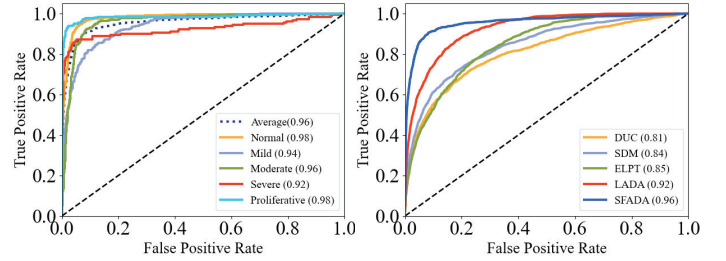 True Positive Rate
1.0
0.8
0.6
0.4
0.2
0.0
0.0 0.2 0.4 0.6 0.8 1.0
False Positive Rate
Average(0.96)
Normal (0.98)
Mild (0.94)
Moderate (0.96)
Severe (0.92)
Proliferative (0.98)
True Positive Rate
1.0
0.8
0.6
0.4
0.2
0.0
0.0 0.2 0.4 0.6 0.8 1.0
False Positive Rate
DUC (0.81)
SDM (0.84)
ELPT (0.85)
LADA (0.92)
SFADA (0.96)